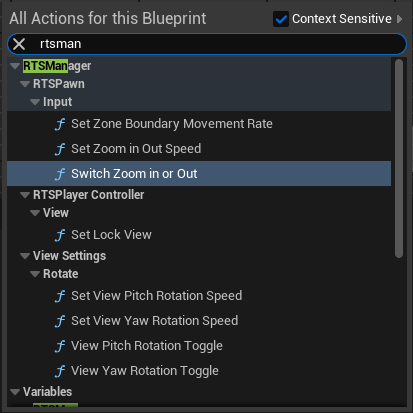 All Actions for this Blueprint
Context Sensitive
rtsman
RTSManager
RTSPawn
Input
Set Zone Boundary Movement Rate
Set Zoom in Out Speed
Switch Zoom in or Out
RTSPlayer Controller
View
Set Lock View
View Settings
Rotate
Set View Pitch Rotation Speed
Set View Yaw Rotation Speed
View Pitch Rotation Toggle
View Yaw Rotation Toggle
Variables